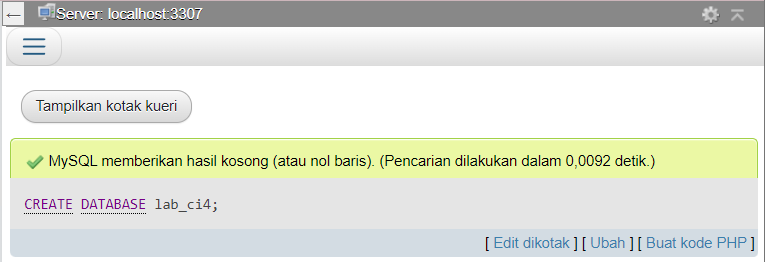 Server: localhost:3307
Tampilkan kotak kueri
MySQL memberikan hasil kosong (atau nol baris). (Pencarian dilakukan dalam 0,0092 detik.)
CREATE DATABASE lab_ci4;
[ Edit dikotak ] [ Ubah ] [ Buat kode PHP ]